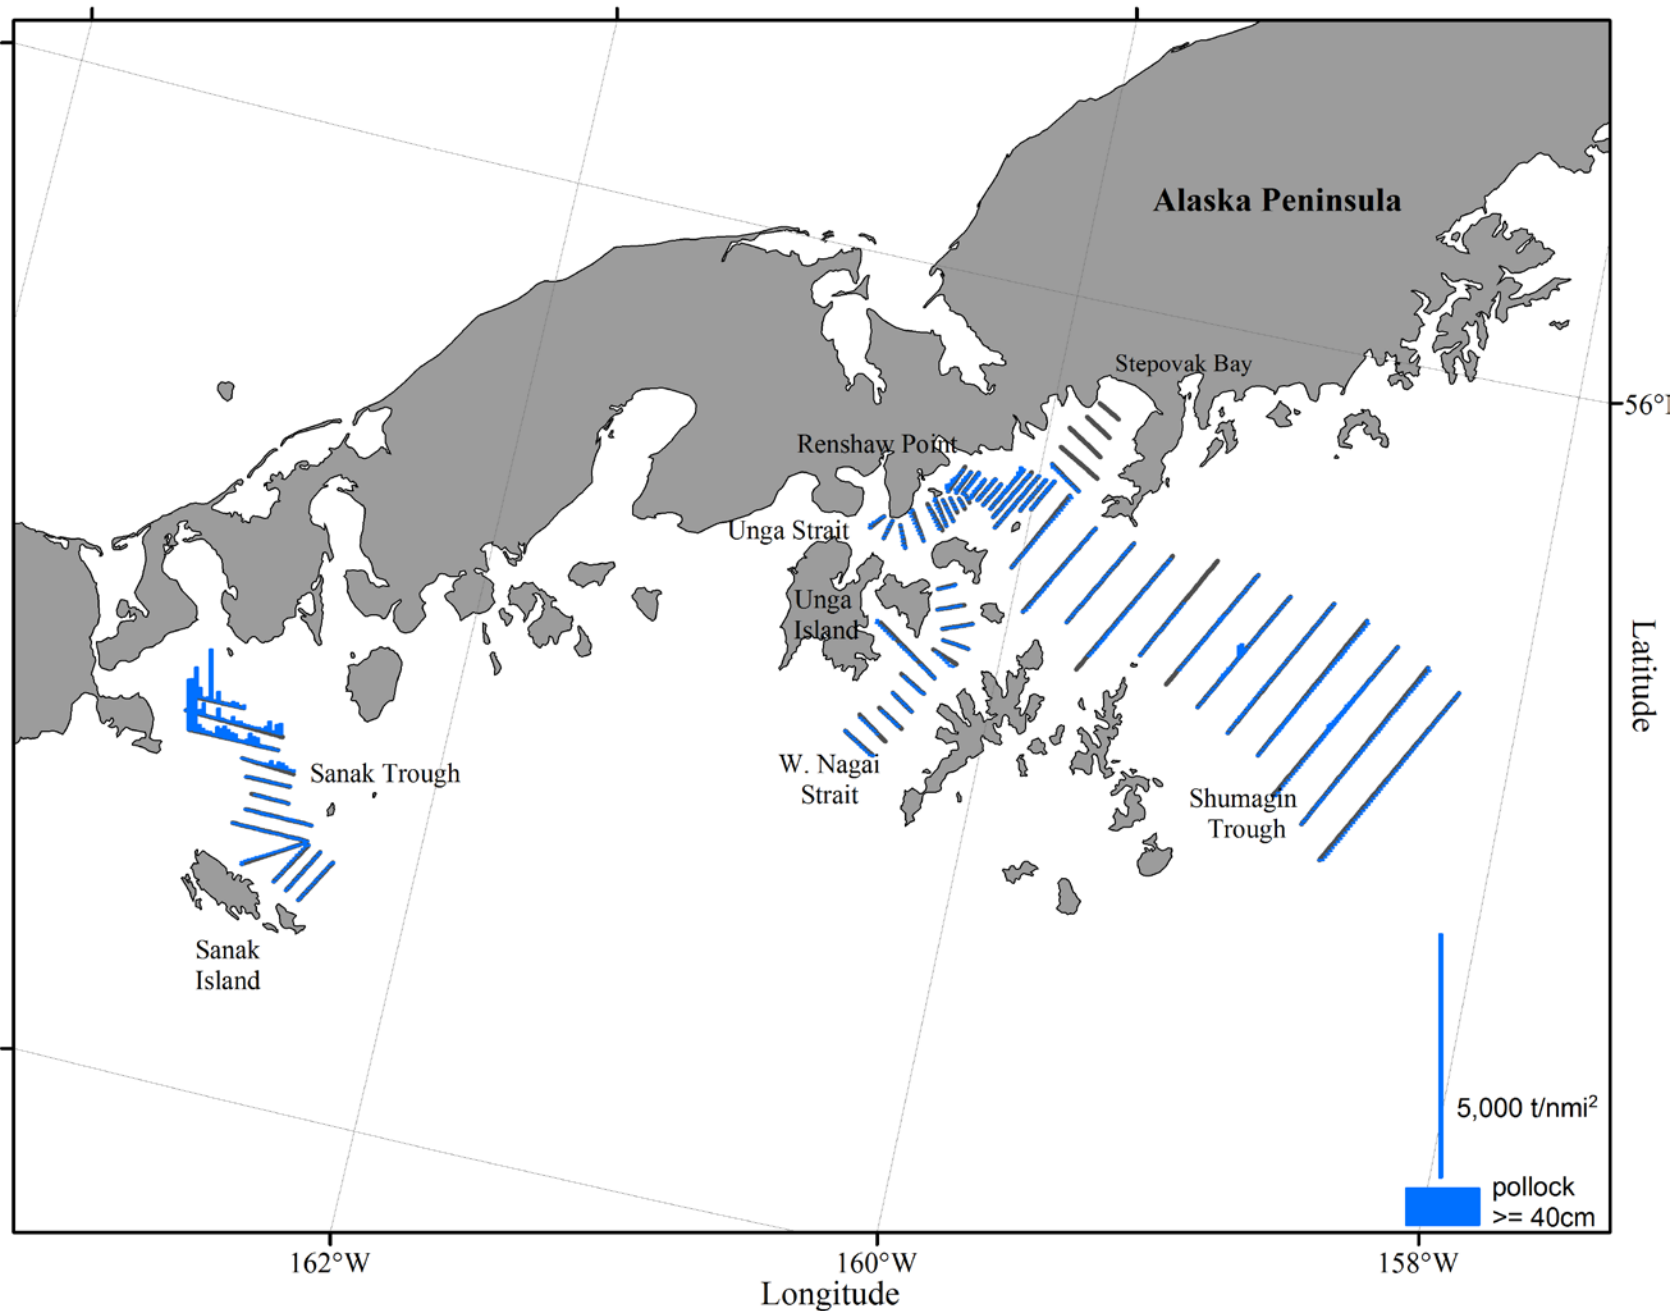 Alaska Peninsula
Stepovak Bay
56°
Renshaw Point
Unga Strait
Unga
Island
Latitude
W. Nagai
Strait
Sanak Trough
Shumagin
Trough
Sanak
Island
5,000 t/nmi²
pollock
>= 40cm
162°W
160°W
158°W
Longitude